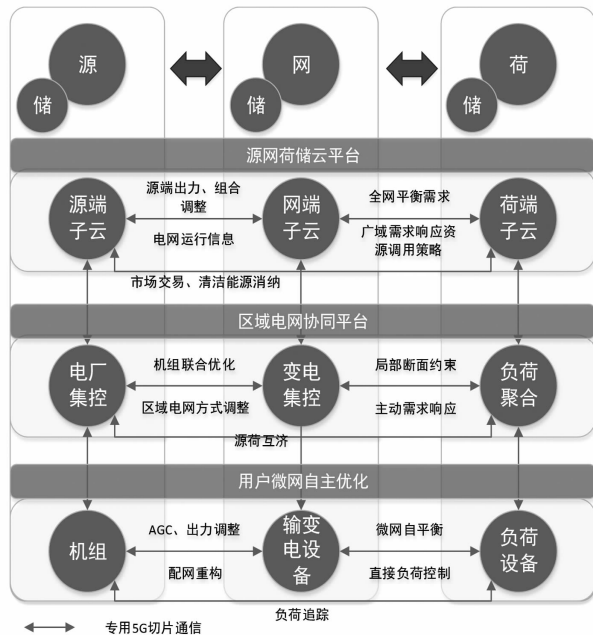 源
网
荷
储
储
储
源网荷储云平台
源端
子云
源端出力、组合
调整
电网运行信息
网端
子云
全网平衡需求
广域需求响应资
源调用策略
荷端
子云
市场交易、清洁能源消纳
区域电网协同平台
电厂
集控
机组联合优化
区域电网方式调整
变电
集控
局部断面约束
主动需求响应
负荷
聚合
源荷互济
用户微网自主优化
机组
AGC、出力调整
配网重构
输变
电设
备
微网自平衡
直接负荷控制
负荷
设备
负荷追踪
专用5G切片通信